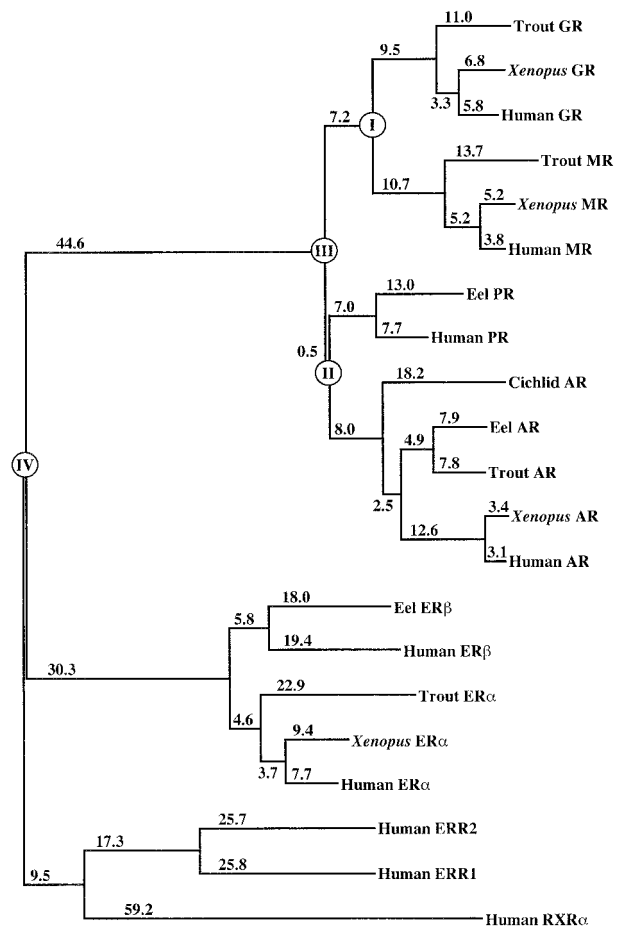 11.0
Trout GR
9.5
6.8
Xenopus GR
3.3
5.8
Human GR
7.2
I
13.7
Trout MR
10.7
5.2
Xenopus MR
5.2
3.8
Human MR
44.6
III
13.0
Eel PR
7.0
7.7
Human PR
0.5
II
18.2
Cichlid AR
8.0
7.9
Eel AR
4.9
7.8
Trout AR
IV
2.5
3.4
Xenopus AR
12.6
3.1
Human AR
18.0
Eel ERβ
5.8
19.4
Human ERβ
30.3
22.9
Trout ERα
4.6
9.4
Xenopus ERα
3.7
7.7
Human ERα
25.7
Human ERR2
17.3
25.8
Human ERR1
9.5
59.2
Human RXRα